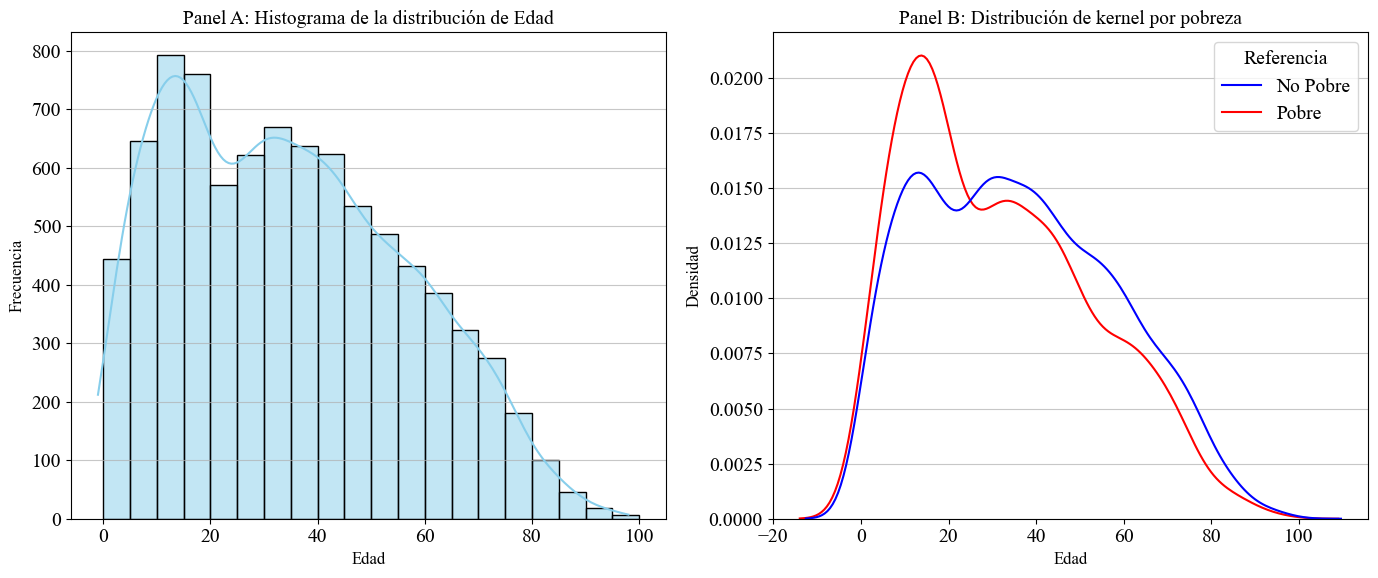 Panel A: Histograma de la distribución de Edad
800
700
600
500
400
300
200
100
0
Frecuencia
0 20 40 60 80 100
Edad
Panel B: Distribución de kernel por pobreza
Referencia
No Pobre
Pobre
0.0200
0.0175
0.0150
0.0125
0.0100
0.0075
0.0050
0.0025
0.0000
Densidad
−20 0 20 40 60 80 100
Edad